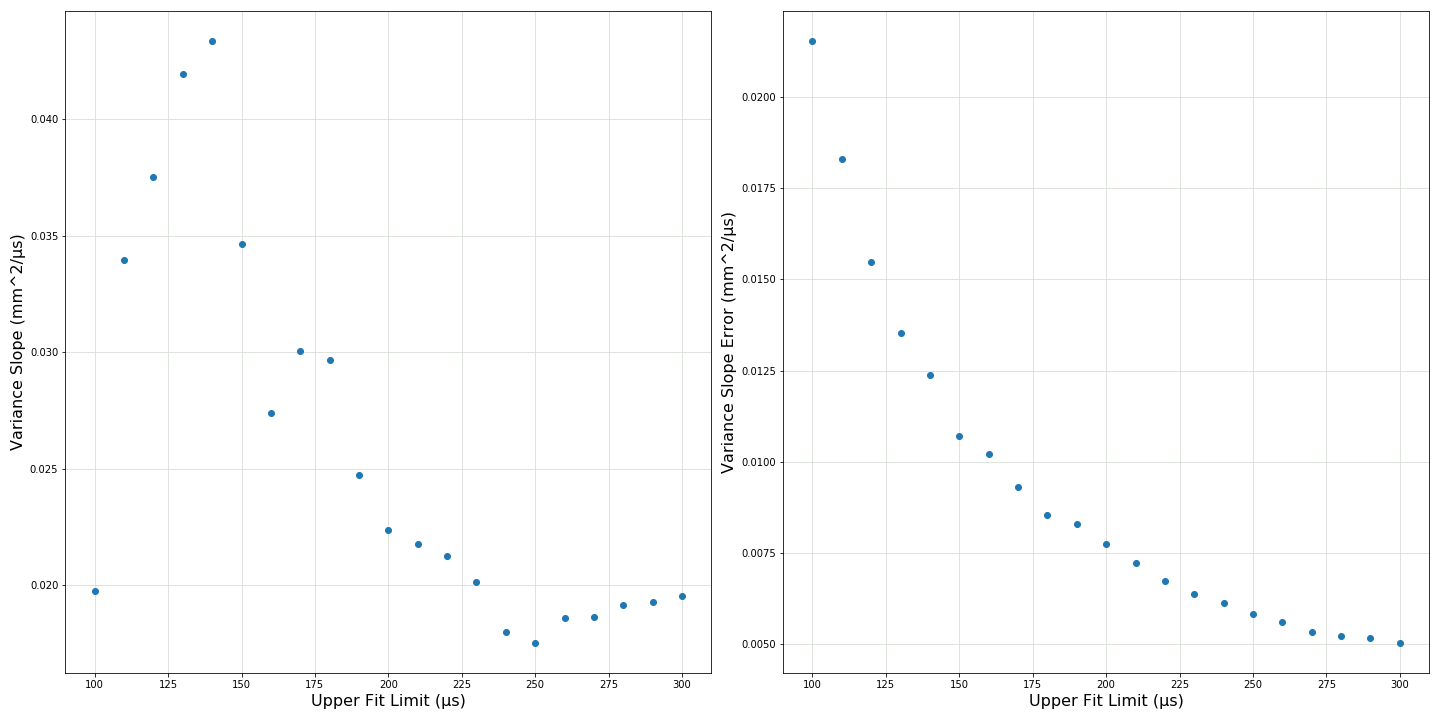 Variance Slope (mm^2/µs)
0.040
0.035
0.030
0.025
0.020
100 125 150 175 200 225 250 275 300
Upper Fit Limit (µs)
Variance Slope Error (mm^2/µs)
0.0200
0.0175
0.0150
0.0125
0.0100
0.0075
0.0050
100 125 150 175 200 225 250 275 300
Upper Fit Limit (µs)